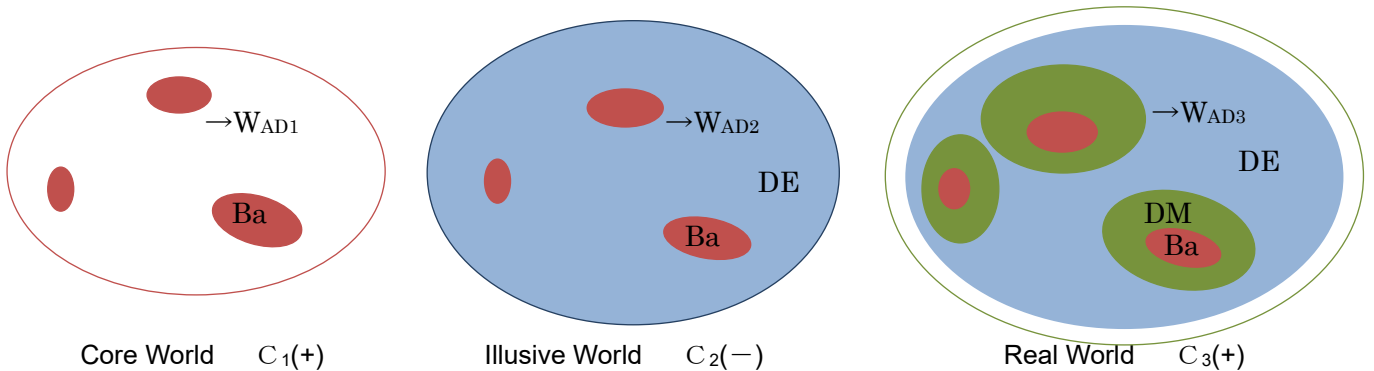 →WAD1
Ba
Core World C1(+)
→WAD2
DE
Ba
Illusive World C2(−)
→WAD3
DE
DM
Ba
Real World C3(+)